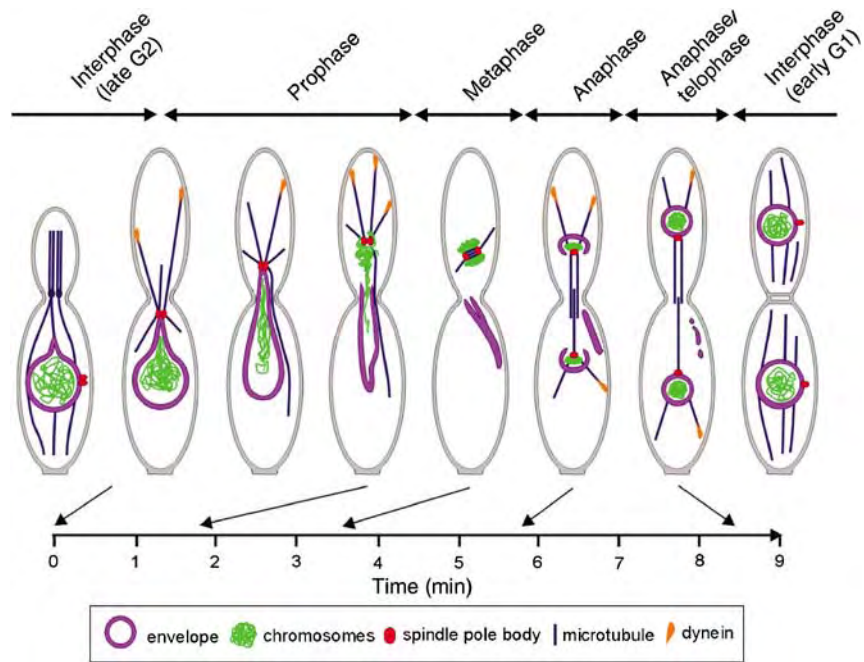 Interphase
(late G2)
Prophase
Metaphase
Anaphase
Anaphase/
telophase
Interphase
(early G1)
0 1 2 3 4 5 6 7 8 9
Time (min)
envelope chromosomes spindle pole body microtubule dynein